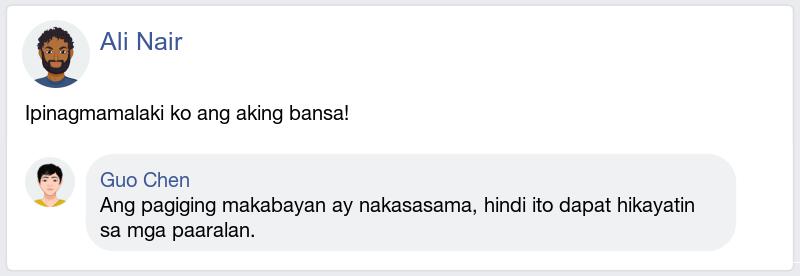 Ali Nair
Ipinagmamalaki ko ang aking bansa!
Guo Chen
Ang pagiging makabayan ay nakasasama, hindi ito dapat hikayatin
sa mga paaralan.